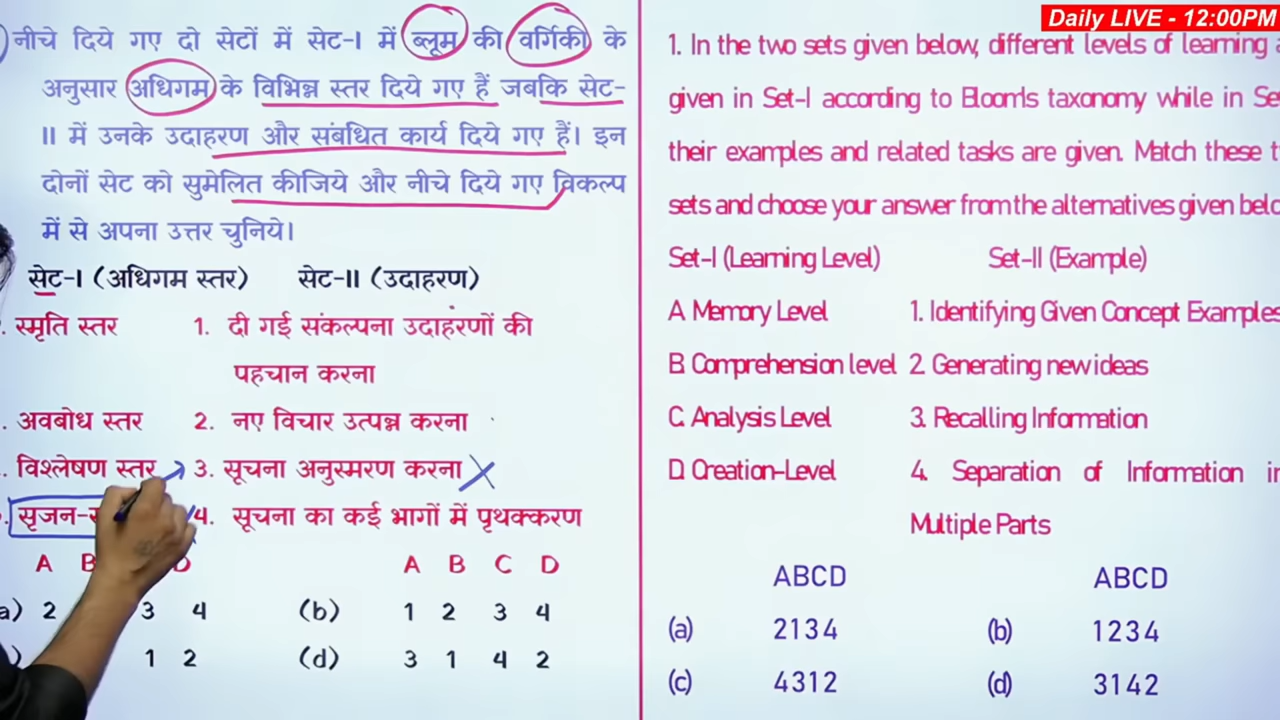 Daily LIVE - 12:00PM
नीचे दिये गए दो सेटों में सेट-I में ब्लूम की वर्गिकी के
अनुसार अधिगम के विभिन्न स्तर दिये गए हैं जबकि सेट-
II में उनके उदाहरण और संबधित कार्य दिये गए हैं। इन
दोनों सेट को सुमेलित कीजिये और नीचे दिये गए विकल्प
में से अपना उत्तर चुनिये।
सेट-I (अधिगम स्तर) सेट-II (उदाहरण)
. स्मृति स्तर 1. दी गई संकल्पना उदाहरणों की
पहचान करना
. अवबोध स्तर 2. नए विचार उत्पन्न करना
. विश्लेषण स्तर 3. सूचना अनुस्मरण करना
. सृजन- 4. सूचना का कई भागों में पृथक्करण
A B D A B C D
a) 2 3 4 (b) 1 2 3 4
) 1 2 (d) 3 1 4 2
1. In the two sets given below, different levels of learning
given in Set-I according to Bloom's taxonomy while in
their examples and related tasks are given. Match these
sets and choose your answer from the alternatives given
Set-I (Learning Level) Set-II (Example)
A. Memory Level 1. Identifying Given Concept Examples
B. Comprehension level 2. Generating new ideas
C. Analysis Level 3. Recalling Information
D. Creation-Level 4. Separation of Information
Multiple Parts
ABCD ABCD
(a) 2134 (b) 1234
(c) 4312 (d) 3142